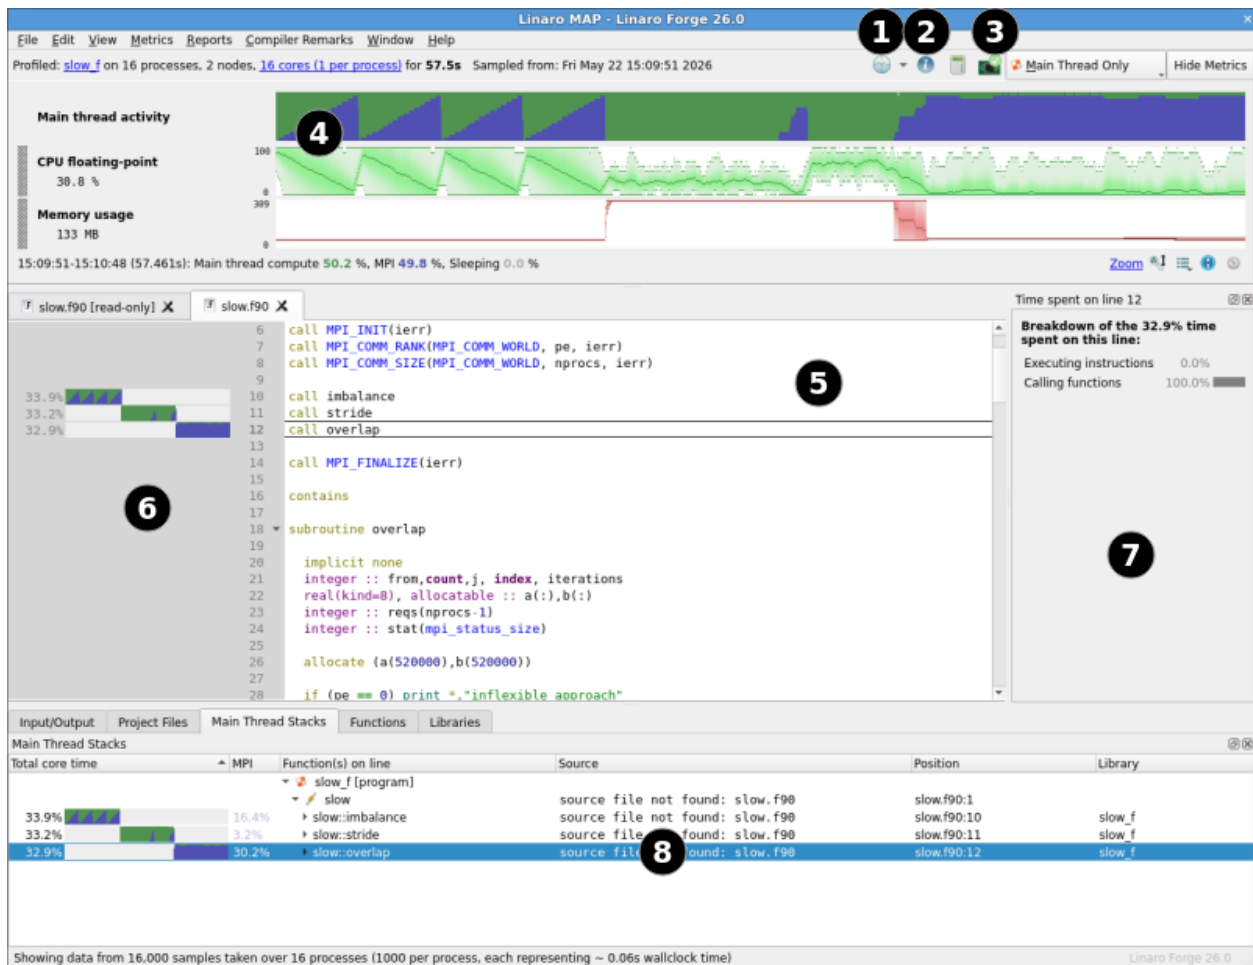 Linaro MAP - Linaro Forge 26.0
File Edit View Metrics Reports Compiler Remarks Window Help
1 2 3
Profiled: slow_f on 16 processes, 2 nodes, 16 cores (1 per process) for 57.5s Sampled from: Fri May 22 15:09:51 2026
Main Thread Only
Hide Metrics
Main thread activity
4
CPU floating-point
30.8 %
100
0
Memory usage
133 MB
309
0
15:09:51-15:10:48 (57.461s): Main thread compute 50.2 %, MPI 49.8 %, Sleeping 0.0 %
Zoom
slow.f90 [read-only] slow.f90
6 call MPI_INIT(ierr)
7 call MPI_COMM_RANK(MPI_COMM_WORLD, pe, ierr)
8 call MPI_COMM_SIZE(MPI_COMM_WORLD, nprocs, ierr)
9
33.9% 10 call imbalance
33.2% 11 call stride
32.9% 12 call overlap
13
14 call MPI_FINALIZE(ierr)
15
16 contains
17
18 subroutine overlap
19
20 implicit none
21 integer :: from,count,j, index, iterations
22 real(kind=8), allocatable :: a(:),b(:)
23 integer :: reqs(nprocs-1)
24 integer :: stat(mpi_status_size)
25
26 allocate (a(520000),b(520000))
27
28 if (pe == 0) print *,"inflexible approach"
5
6
Time spent on line 12
Breakdown of the 32.9% time
spent on this line:
Executing instructions 0.0%
Calling functions 100.0%
7
Input/Output Project Files Main Thread Stacks Functions Libraries
Main Thread Stacks
Total core time MPI Function(s) on line Source Position Library
slow_f [program]
slow source file not found: slow.f90 slow.f90:1
33.9% 16.4% slow::imbalance source file not found: slow.f90 slow.f90:10 slow_f
33.2% 3.2% slow::stride source file not found: slow.f90 slow.f90:11 slow_f
32.9% 30.2% slow::overlap source file 8 ound: slow.f90 slow.f90:12 slow_f
Showing data from 16,000 samples taken over 16 processes (1000 per process, each representing ~ 0.06s wallclock time)
Linaro Forge 26.0